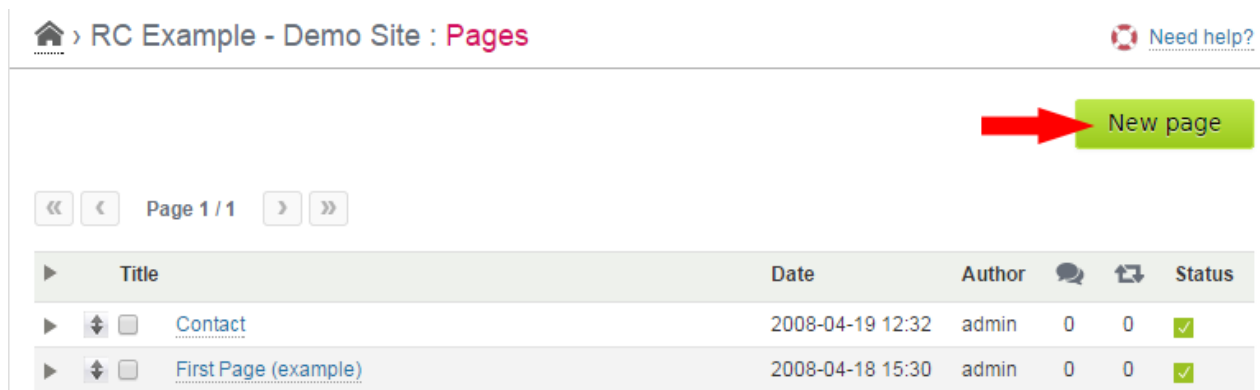 › RC Example - Demo Site : Pages Need help?
New page
« ‹ Page 1 / 1 › »
Title Date Author Status
Contact 2008-04-19 12:32 admin 0 0
First Page (example) 2008-04-18 15:30 admin 0 0